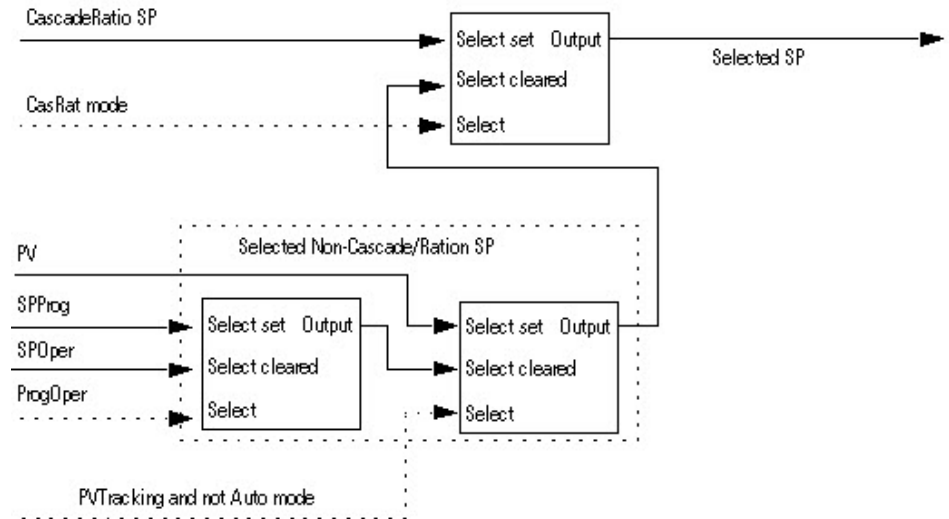 CascadeRatio SP
Select set Output
Selected SP
Select cleared
CasRat mode
Select
Selected Non-Cascade/Ration SP
PV
SPProg
Select set Output
Select set Output
SPOper
Select cleared
Select cleared
ProgOper
Select
Select
PVTracking and not Auto mode